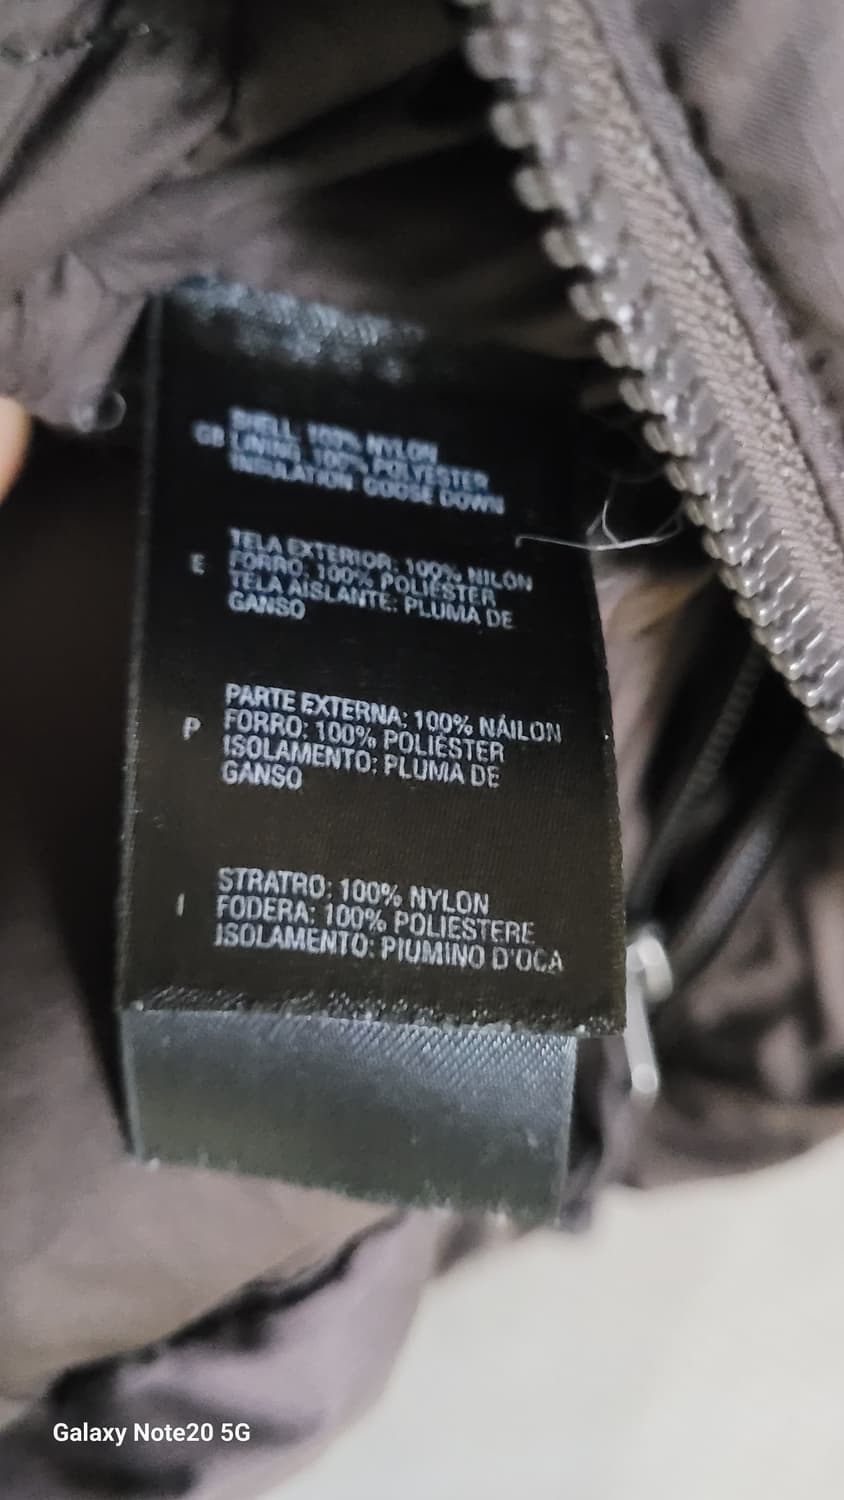 SHELL: 100% NYLON
GB LINING: 100% POLYESTER
INSULATION: GOOSE DOWN
TELA EXTERIOR: 100% NILON
E FORRO: 100% POLIÉSTER
TELA AISLANTE: PLUMA DE
GANSO
PARTE EXTERNA: 100% NÁILON
P FORRO: 100% POLIÉSTER
ISOLAMENTO: PLUMA DE
GANSO
STRATRO: 100% NYLON
I FODERA: 100% POLIESTERE
ISOLAMENTO: PIUMINO D'OCA
Galaxy Note20 5G